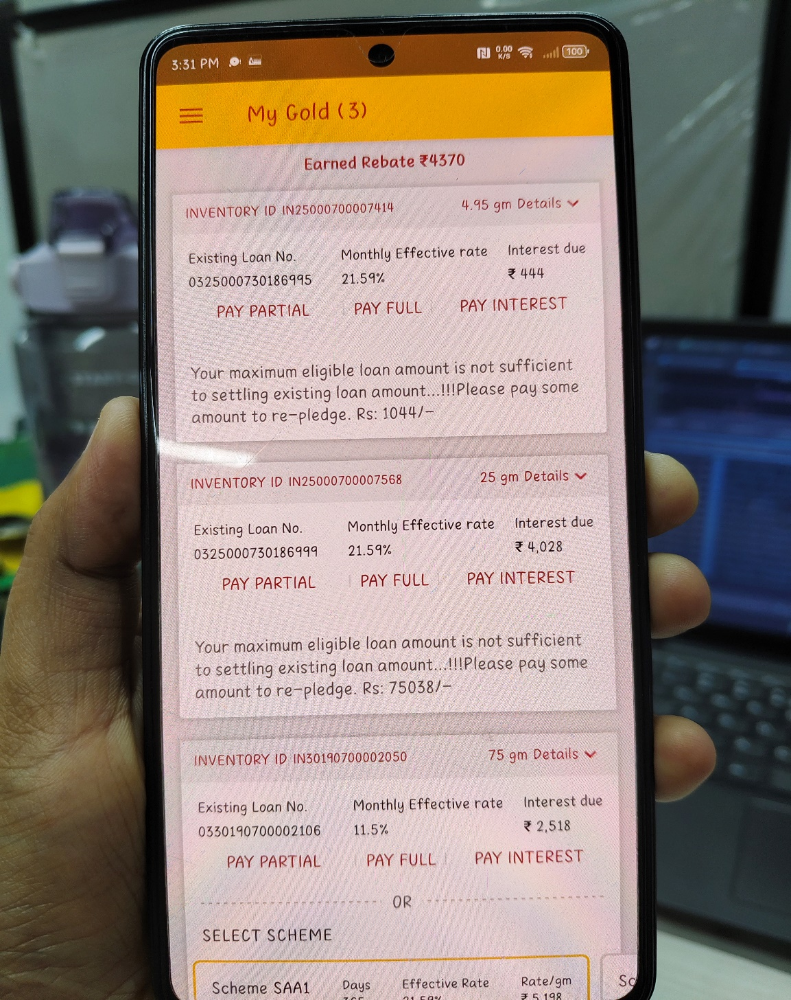 3:31 PM 0.00 K/S 100
My Gold (3)
Earned Rebate ₹4370
INVENTORY ID IN25000700007414 4.95 gm Details
Existing Loan No. Monthly Effective rate Interest due
0325000730186995 21.59% ₹ 444
PAY PARTIAL PAY FULL PAY INTEREST
Your maximum eligible loan amount is not sufficient
to settling existing loan amount...!!!Please pay some
amount to re-pledge. Rs: 1044/-
INVENTORY ID IN25000700007568 25 gm Details
Existing Loan No. Monthly Effective rate Interest due
0325000730186999 21.59% ₹ 4,028
PAY PARTIAL PAY FULL PAY INTEREST
Your maximum eligible loan amount is not sufficient
to settling existing loan amount...!!!Please pay some
amount to re-pledge. Rs: 75038/-
INVENTORY ID IN30190700002050 75 gm Details
Existing Loan No. Monthly Effective rate Interest due
0330190700002106 11.5% ₹ 2,518
PAY PARTIAL PAY FULL PAY INTEREST
OR
SELECT SCHEME
Scheme SAA1 Days Effective Rate Rate/gm
₹ 5,198